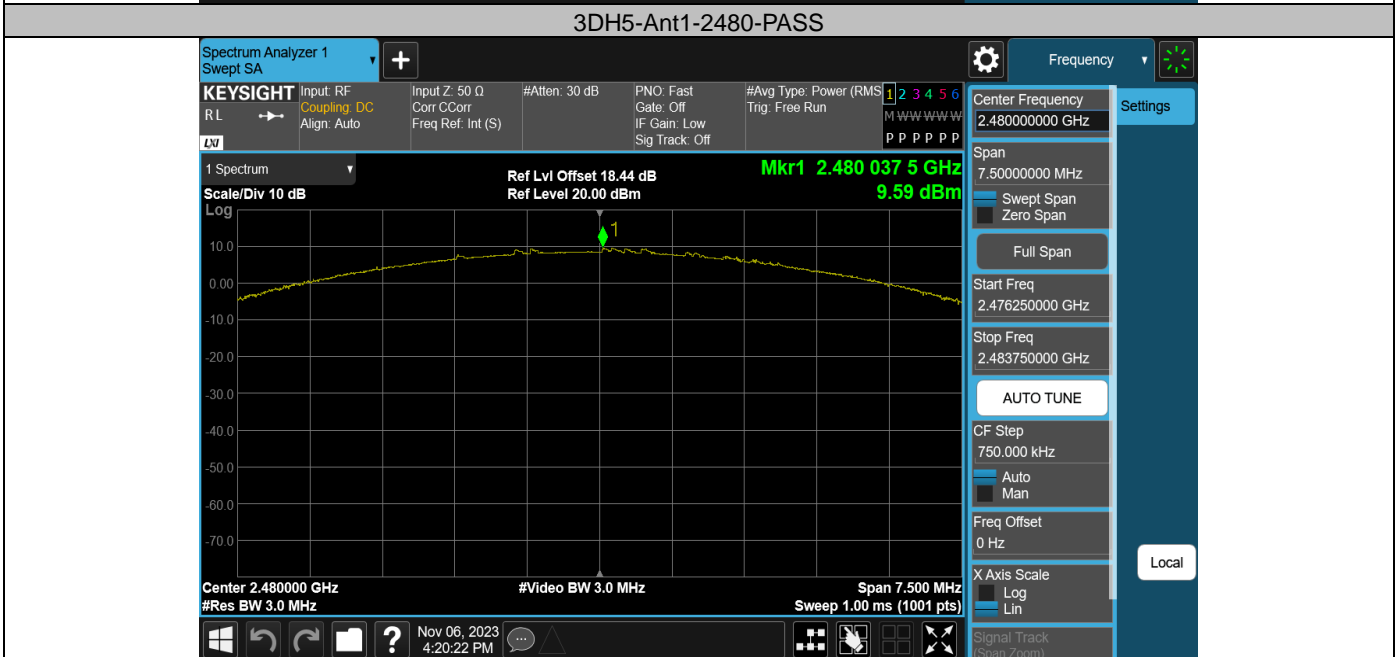 3DH5-Ant1-2480-PASS
Spectrum Analyzer 1
Swept SA
+
Frequency
KEYSIGHT
RL
LXI
Input: RF
Coupling: DC
Align: Auto
Input Z: 50 Ω
Corr CCorr
Freq Ref: Int (S)
#Atten: 30 dB
PNO: Fast
Gate: Off
IF Gain: Low
Sig Track: Off
#Avg Type: Power (RMS
Trig: Free Run
1 2 3 4 5 6
M W W W W W
P P P P P P
1 Spectrum
Scale/Div 10 dB
Ref Lvl Offset 18.44 dB
Ref Level 20.00 dBm
Mkr1 2.480 037 5 GHz
9.59 dBm
Log
1
10.0
0.00
-10.0
-20.0
-30.0
-40.0
-50.0
-60.0
-70.0
Center 2.480000 GHz
#Res BW 3.0 MHz
#Video BW 3.0 MHz
Span 7.500 MHz
Sweep 1.00 ms (1001 pts)
Center Frequency
2.480000000 GHz
Settings
Span
7.50000000 MHz
Swept Span
Zero Span
Full Span
Start Freq
2.476250000 GHz
Stop Freq
2.483750000 GHz
AUTO TUNE
CF Step
750.000 kHz
Auto
Man
Freq Offset
0 Hz
X Axis Scale
Log
Lin
Local
Signal Track
(Span Zoom)
?
Nov 06, 2023
4:20:22 PM